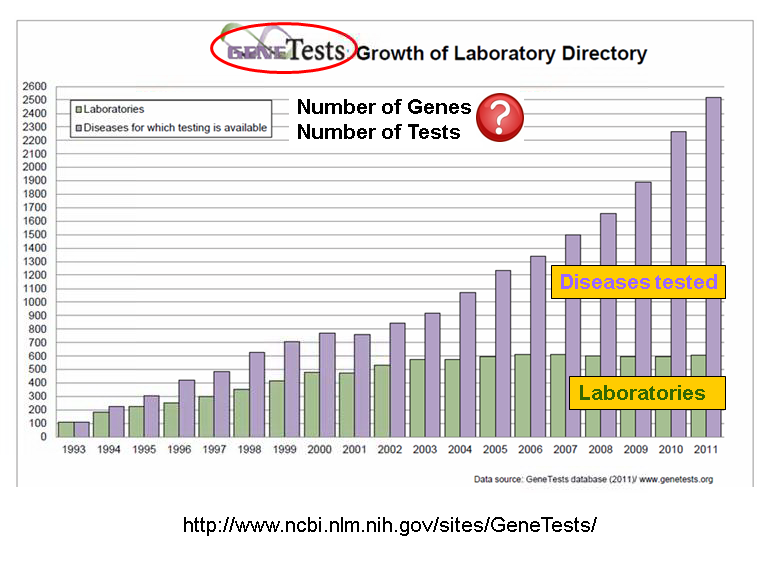 GENETests: Growth of Laboratory Directory
Laboratories
Diseases for which testing is available
Number of Genes
Number of Tests
?
2600
2500
2400
2300
2200
2100
2000
1900
1800
1700
1600
1500
1400
1300
1200
1100
1000
900
800
700
600
500
400
300
200
100
0
Diseases tested
Laboratories
1993 1994 1995 1996 1997 1998 1999 2000 2001 2002 2003 2004 2005 2006 2007 2008 2009 2010 2011
Data source: GeneTests database (2011)/ www.genetests.org
http://www.ncbi.nlm.nih.gov/sites/GeneTests/